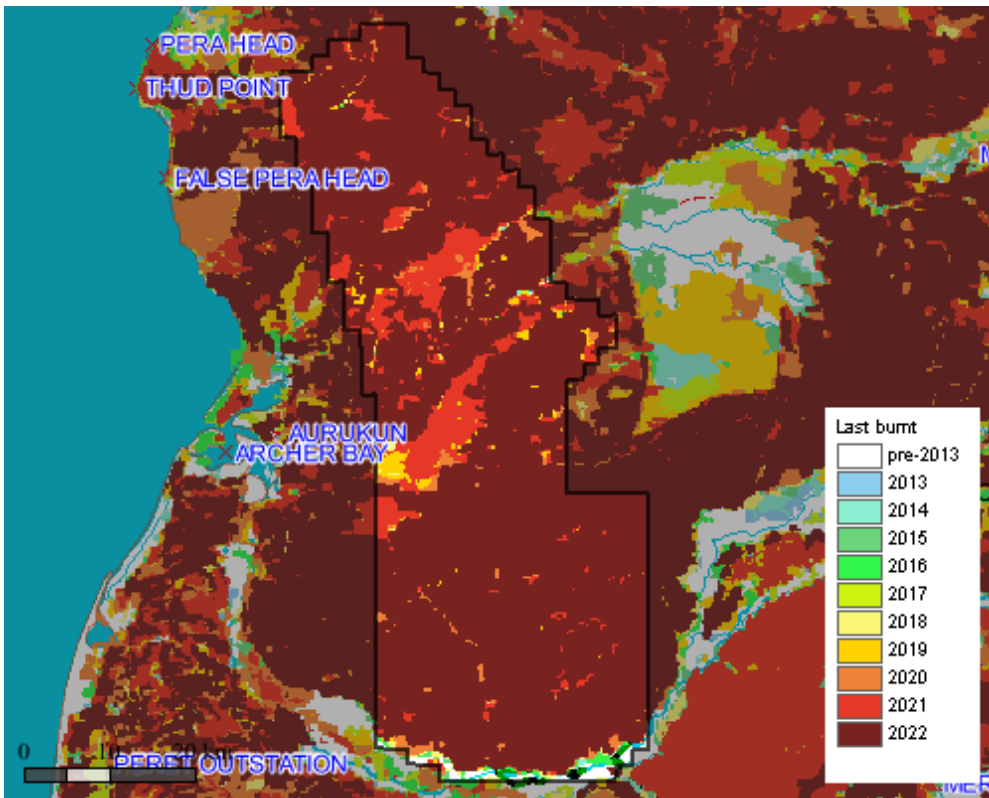 PERA HEAD
THUD POINT
FALSE PERA HEAD
M
AURUKUN
ARCHER BAY
Last burnt
pre-2013
2013
2014
2015
2016
2017
2018
2019
2020
2021
2022
0 10 20 km
PERET OUTSTATION
MER